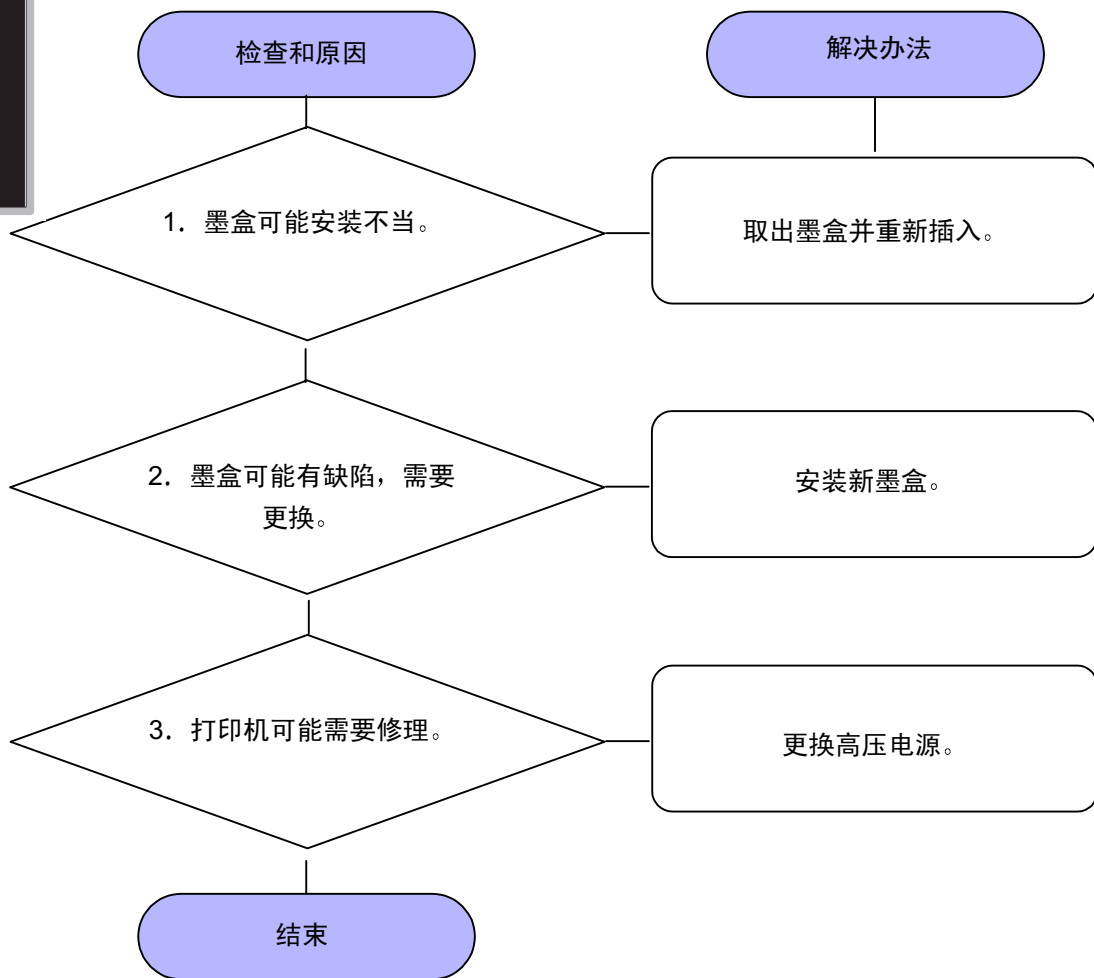 检查和原因
解决办法
1. 墨盒可能安装不当。
取出墨盒并重新插入。
2. 墨盒可能有缺陷，需要
更换。
安装新墨盒。
3. 打印机可能需要修理。
更换高压电源。
结束